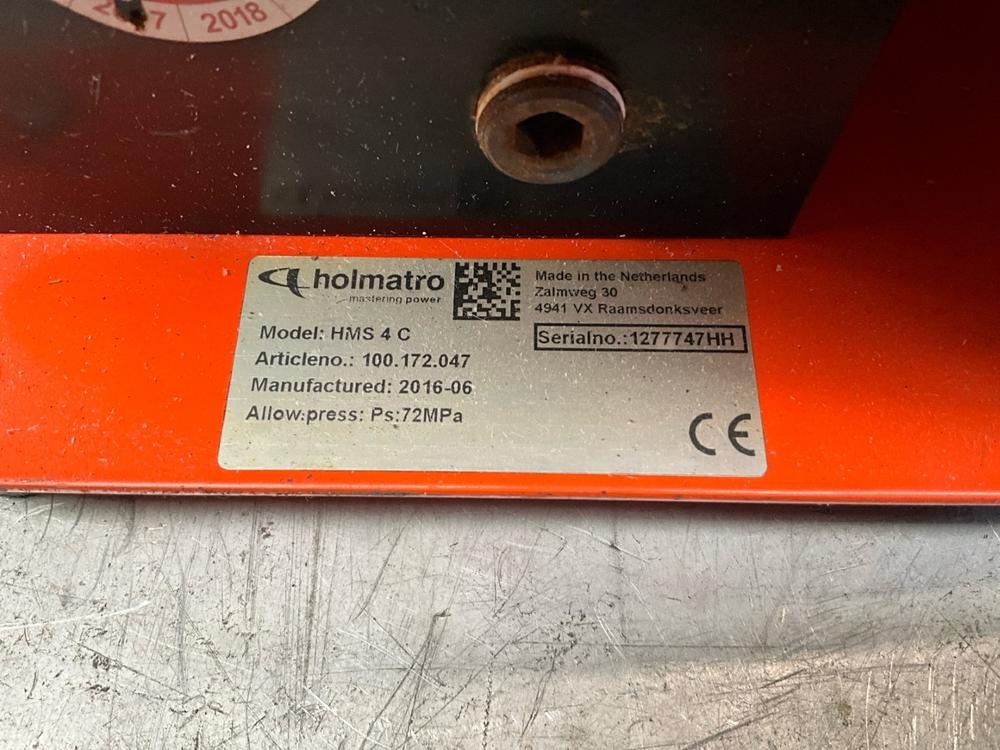 2018
holmatro
mastering power
Made in the Netherlands
Zalmweg 30
4941 VX Raamsdonksveer
Serialno.:1277747HH
Model: HMS 4 C
Articleno.: 100.172.047
Manufactured: 2016-06
Allow.press: Ps:72MPa
CE